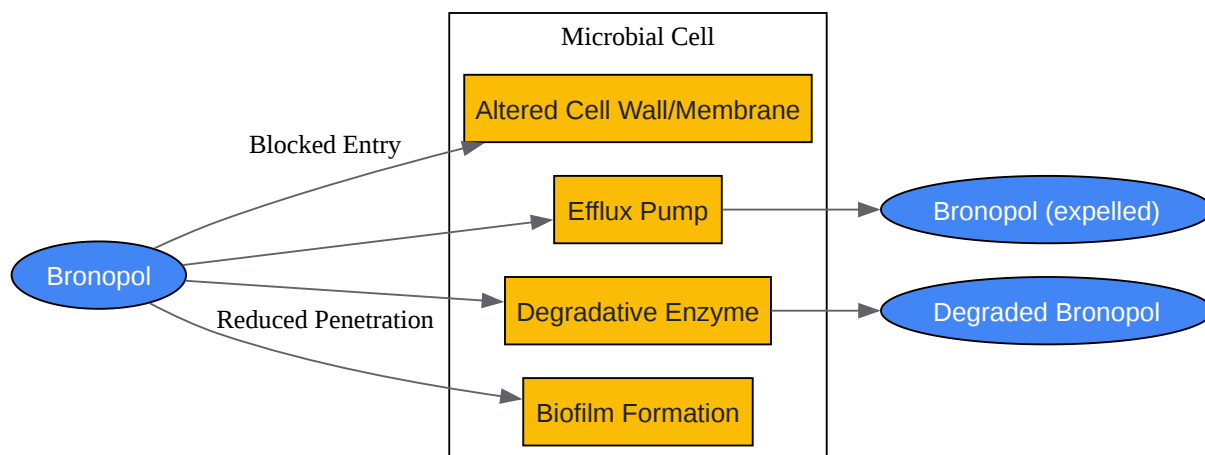 Microbial Cell
Altered Cell Wall/Membrane
Blocked Entry
Efflux Pump
Bronopol (expelled)
Bronopol
Degradative Enzyme
Degraded Bronopol
Reduced Penetration
Biofilm Formation